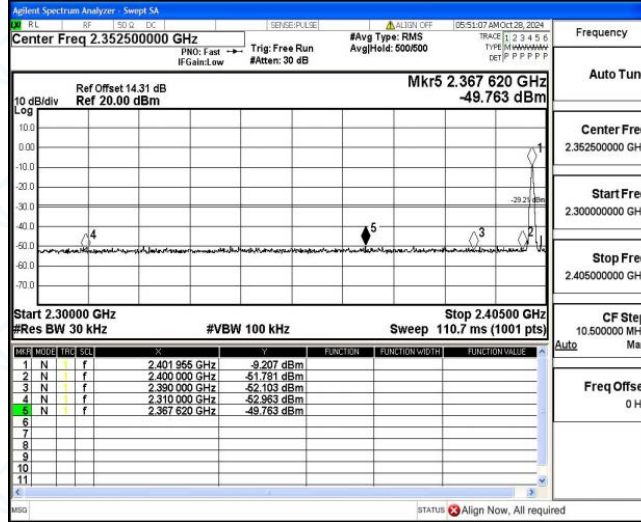 Agilent Spectrum Analyzer - Swept SA
RL RF 50 Ω DC SENSE:PULSE ALIGN OFF 05:51:07 AM Oct 28, 2024
Center Freq 2.352500000 GHz
PNO: Fast
IFGain:Low
Trig: Free Run
#Atten: 30 dB
#Avg Type: RMS
Avg|Hold: 500/500
TRACE 1 2 3 4 5 6
TYPE M W W W W W
DET P P P P P P
Frequency
Mkr5 2.367 620 GHz
-49.763 dBm
Ref Offset 14.31 dB
Ref 20.00 dBm
10 dB/div
Log
10.0
0.00
-10.0
-20.0
-30.0
-40.0
-50.0
-60.0
-70.0
1
-29.21 dBm
4
5
3
2
Start 2.30000 GHz
Stop 2.40500 GHz
#Res BW 30 kHz
#VBW 100 kHz
Sweep 110.7 ms (1001 pts)
MKR MODE TRC SCL X Y FUNCTION FUNCTION WIDTH FUNCTION VALUE
1 N 1 f 2.401 955 GHz -9.207 dBm
2 N 1 f 2.400 000 GHz -51.781 dBm
3 N 1 f 2.390 000 GHz -52.103 dBm
4 N 1 f 2.310 000 GHz -52.963 dBm
5 N 1 f 2.367 620 GHz -49.763 dBm
6
7
8
9
10
11
Auto Tun
Center Fre
2.352500000 GH
Start Fre
2.300000000 GH
Stop Fre
2.405000000 GH
CF Ste
10.500000 MH
Auto Ma
Freq Offse
0 H
MSG
STATUS Align Now, All required